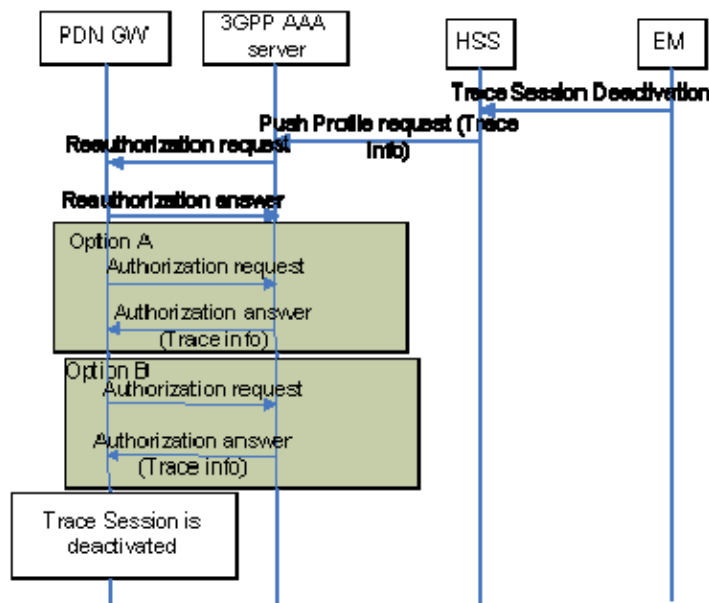 PDN GW
3GPP AAA
server
HSS
EM
Trace Session Deactivation
Push Profile request (Trace
info)
Reauthorization request
Reauthorization answer
Option A
Authorization request
Authorization answer
(Trace info)
Option B
Authorization request
Authorization answer
(Trace info)
Trace Session is
deactivated